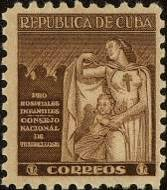 REPUBLICA DE CUBA
PRO
HOSPITALES
INFANTILES
CONSEJO
NACIONAL
DE
TUBERCULOSIS
1c CORREOS 1c